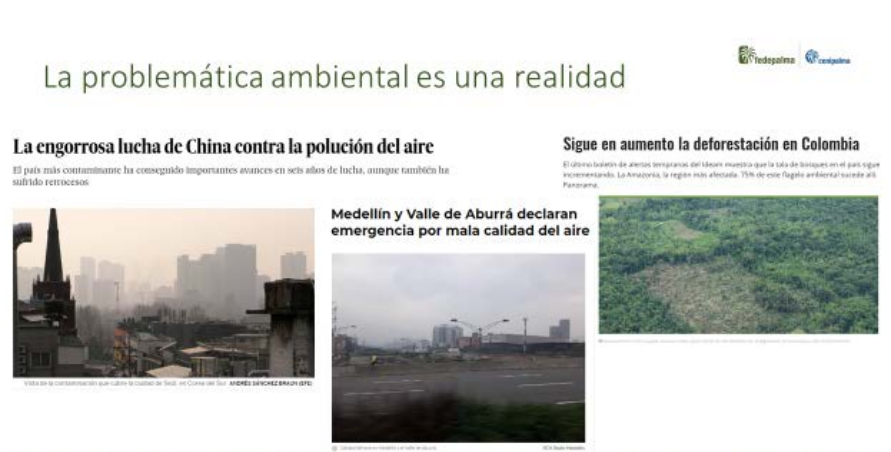 La problemática ambiental es una realidad
fedepalma
cenipalma
La engorrosa lucha de China contra la polución del aire
El país más contaminante ha conseguido importantes avances en seis años de lucha, aunque también ha
sufrido retrocesos
Sigue en aumento la deforestación en Colombia
El último boletín de alertas tempranas del Ideam muestra que la tala de bosques en el país sigue
incrementando. La Amazonia, la región más afectada. 75% de este flagelo ambiental sucede allí.
Panorama.
Medellín y Valle de Aburrá declaran
emergencia por mala calidad del aire
Vista de la contaminación que cubre la ciudad de Seúl, en Corea del Sur. ANDRÉS SÁNCHEZ BRAUN (EFE)